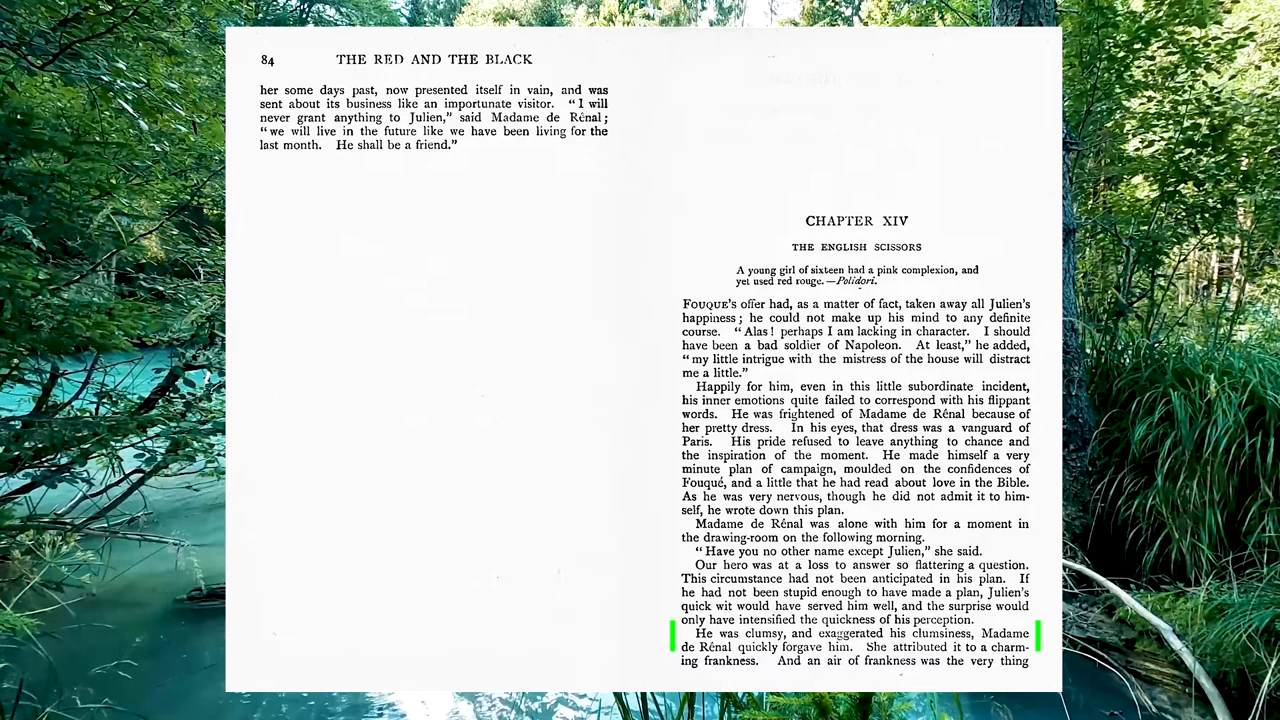 84 THE RED AND THE BLACK
her some days past, now presented itself in vain, and was
sent about its business like an importunate visitor. “ I will
never grant anything to Julien,” said Madame de Rênal ;
“ we will live in the future like we have been living for the
last month. He shall be a friend.”
CHAPTER XIV
THE ENGLISH SCISSORS
A young girl of sixteen had a pink complexion, and
yet used red rouge.—Polidori.
FOUQUE'S offer had, as a matter of fact, taken away all Julien's
happiness ; he could not make up his mind to any definite
course. “ Alas ! perhaps I am lacking in character. I should
have been a bad soldier of Napoleon. At least,” he added,
“ my little intrigue with the mistress of the house will distract
me a little.”
Happily for him, even in this little subordinate incident,
his inner emotions quite failed to correspond with his flippant
words. He was frightened of Madame de Rênal because of
her pretty dress. In his eyes, that dress was a vanguard of
Paris. His pride refused to leave anything to chance and
the inspiration of the moment. He made himself a very
minute plan of campaign, moulded on the confidences of
Fouqué, and a little that he had read about love in the Bible.
As he was very nervous, though he did not admit it to him-
self, he wrote down this plan.
Madame de Rênal was alone with him for a moment in
the drawing-room on the following morning.
“ Have you no other name except Julien,” she said.
Our hero was at a loss to answer so flattering a question.
This circumstance had not been anticipated in his plan. If
he had not been stupid enough to have made a plan, Julien's
quick wit would have served him well, and the surprise would
only have intensified the quickness of his perception.
He was clumsy, and exaggerated his clumsiness, Madame
de Rênal quickly forgave him. She attributed it to a charm-
ing frankness. And an air of frankness was the very thing